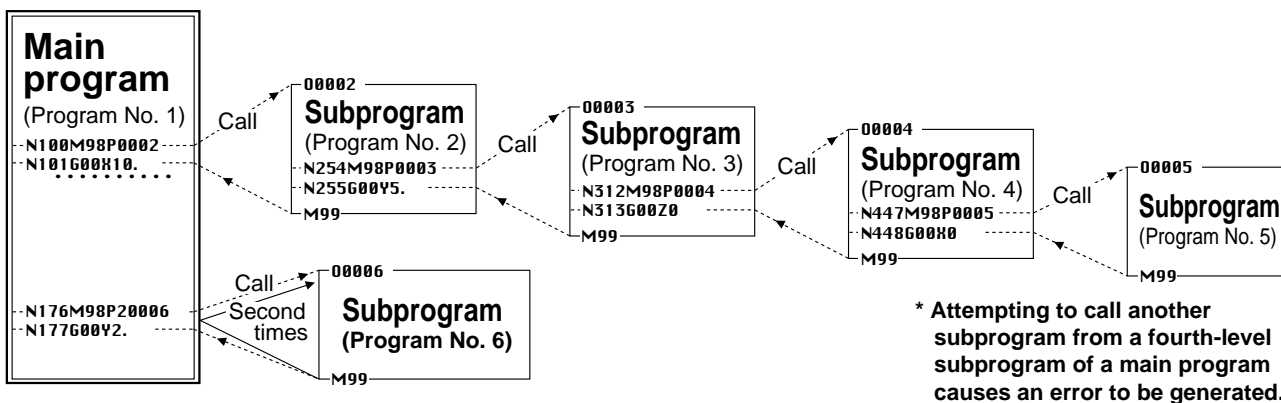 Main
program
(Program No. 1)
N100M98P0002
N101G00X10.
. . . . . . . . . .
N176M98P20006
N177G00Y2.
Call
O0002
Subprogram
(Program No. 2)
N254M98P0003
N255G00Y5.
M99
Call
O0003
Subprogram
(Program No. 3)
N312M98P0004
N313G00Z0
M99
Call
O0004
Subprogram
(Program No. 4)
N447M98P0005
N448G00X0
M99
Call
O0005
Subprogram
(Program No. 5)
M99
Call
Second
times
O0006
Subprogram
(Program No. 6)
M99
* Attempting to call another
subprogram from a fourth-level
subprogram of a main program
causes an error to be generated.